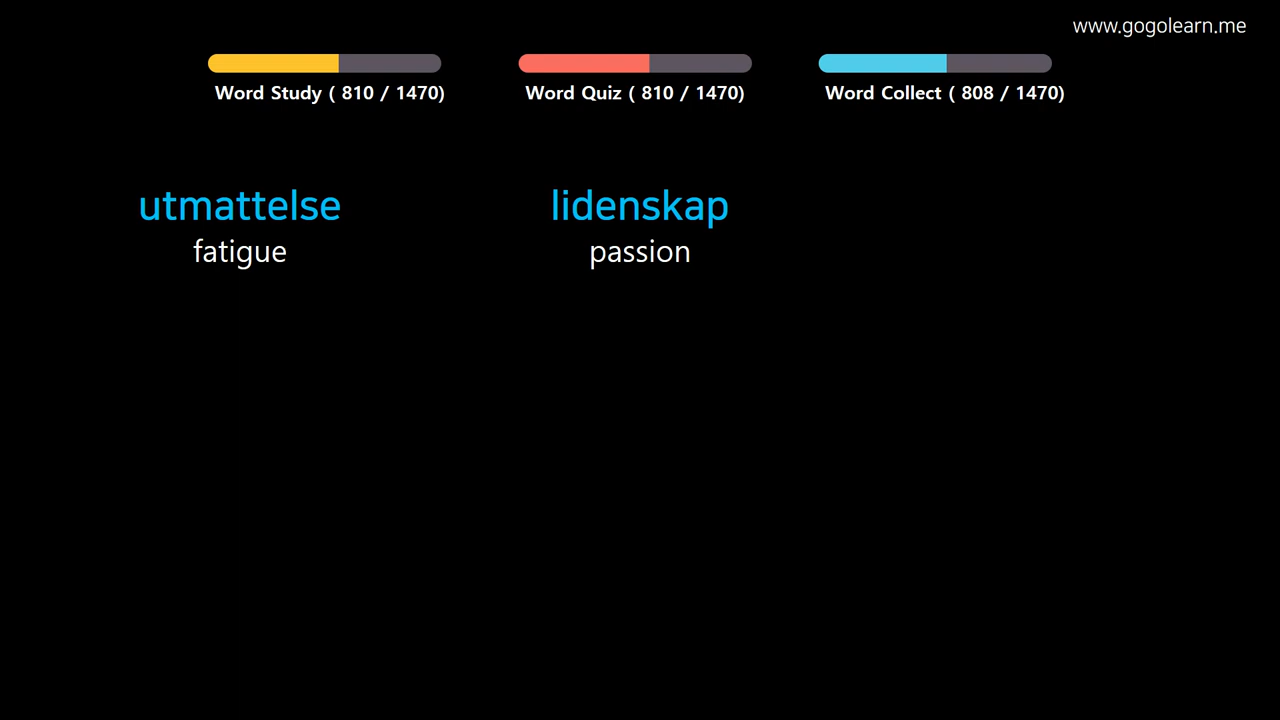 www.gogolearn.me
Word Study ( 810 / 1470)
Word Quiz ( 810 / 1470)
Word Collect ( 808 / 1470)
utmattelse
fatigue
lidenskap
passion